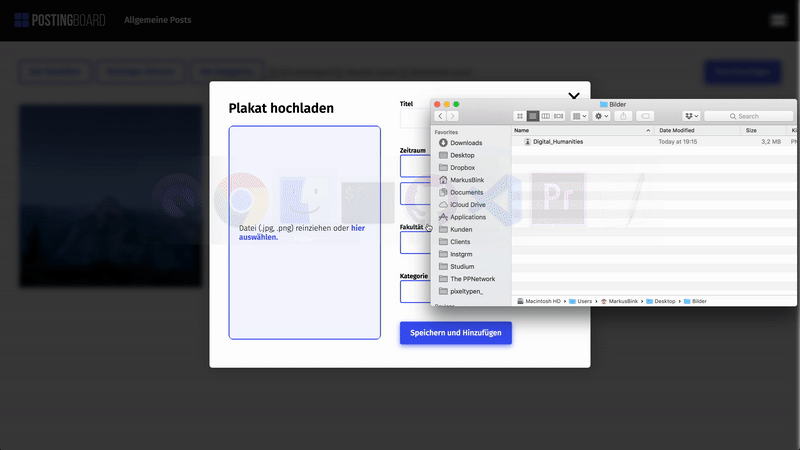 POSTINGBOARD
Allgemeine Posts
Plakat hochladen
Datei (.jpg, .png) reinziehen oder hier
auswählen.
Titel
Zeitraum
Fakultät
Kategorie
Speichern und Hinzufügen
Bilder
Search
Favorites
Downloads
Desktop
Dropbox
MarkusBink
Documents
iCloud Drive
Applications
Kunden
Clients
Instgrm
Studium
The PPNetwork
pixeltypen_
Name
Date Modified
Size
Ki
Digital_Humanities
Today at 19:15
3,2 MB
PN
Macintosh HD
Users
MarkusBink
Desktop
Bilder
Pr